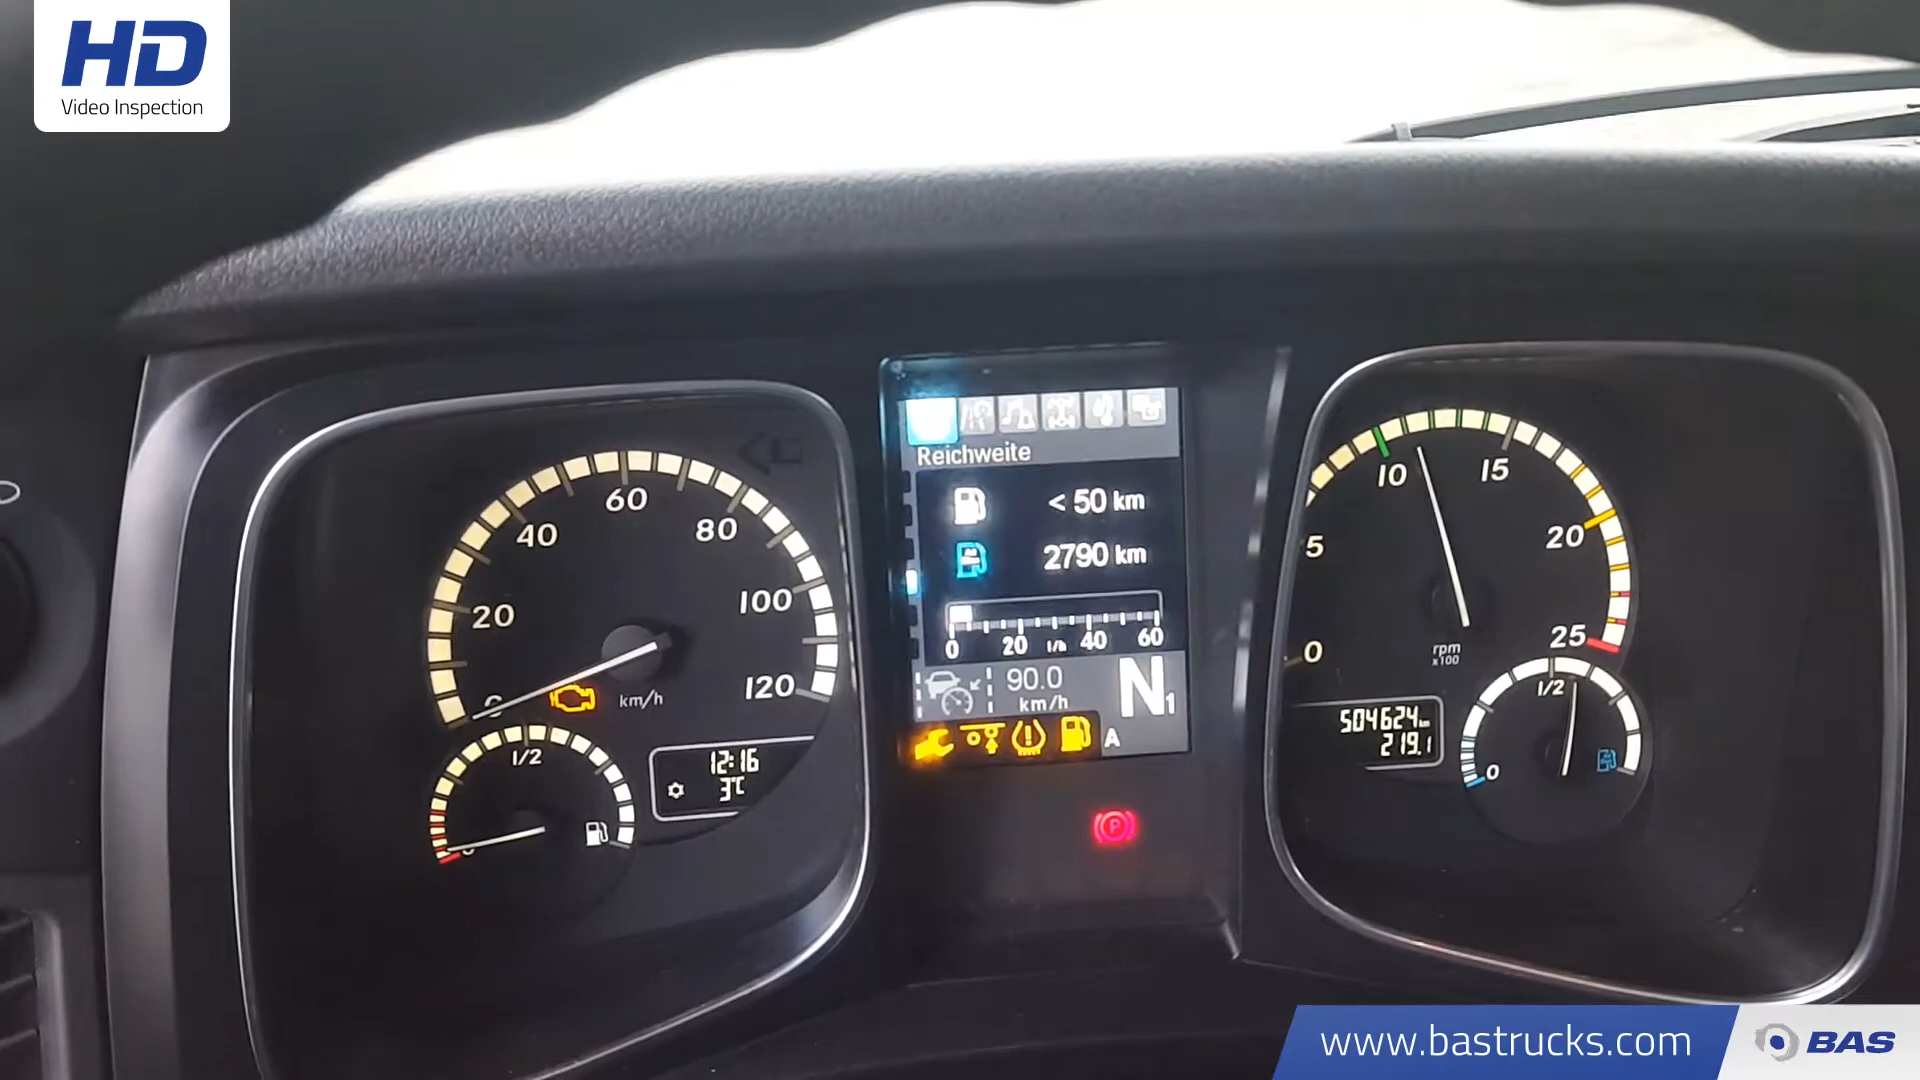 HD
Video Inspection
Reichweite
< 50 km
2790 km
0 20 l/h 40 60
90.0
km/h
N1
A
0
20
40
60
80
100
120
km/h
1/2
12:16
3°C
0
5
10
15
20
25
rpm
x100
504624 km
219.1
1/2
0
P
www.bastrucks.com
BAS